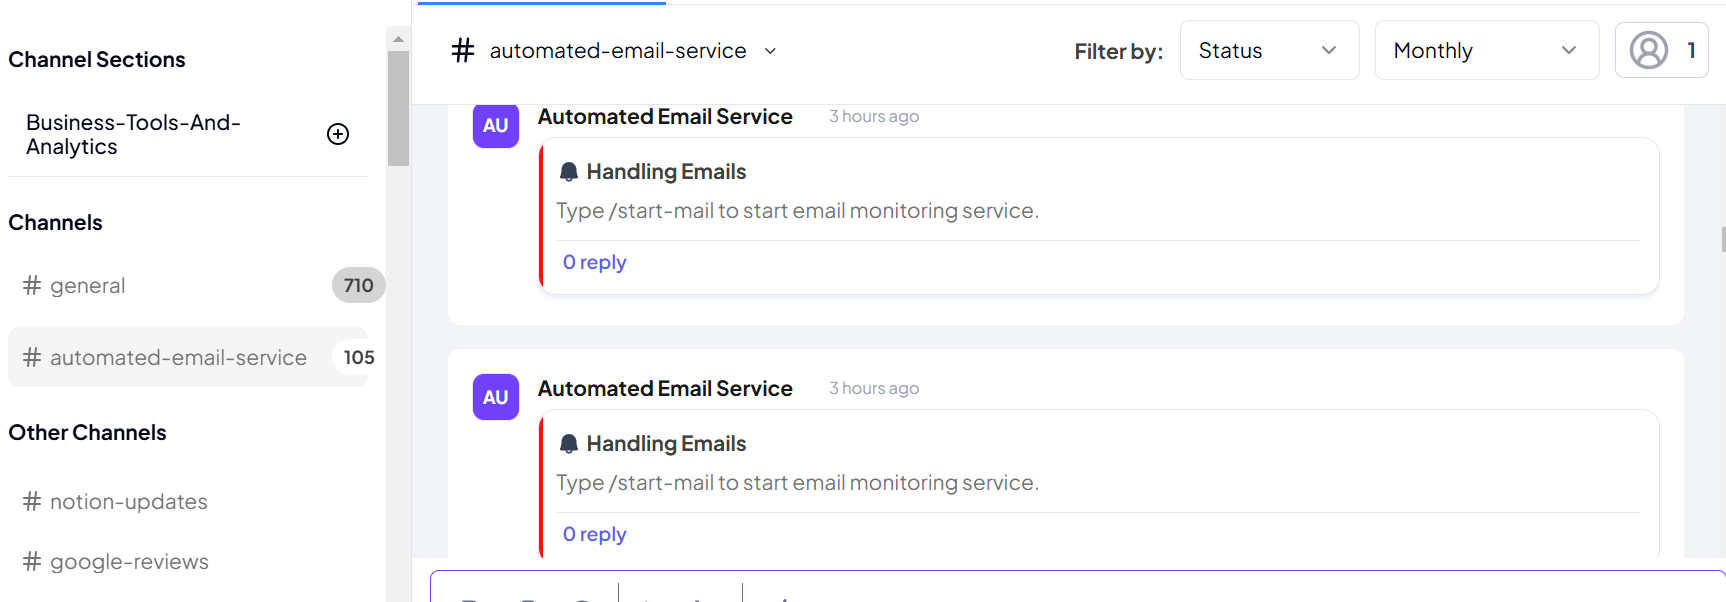 Channel Sections
Business-Tools-And-
Analytics
Channels
# general 710
# automated-email-service 105
Other Channels
# notion-updates
# google-reviews
# automated-email-service
Filter by: Status Monthly 1
AU Automated Email Service 3 hours ago
Handling Emails
Type /start-mail to start email monitoring service.
0 reply
AU Automated Email Service 3 hours ago
Handling Emails
Type /start-mail to start email monitoring service.
0 reply